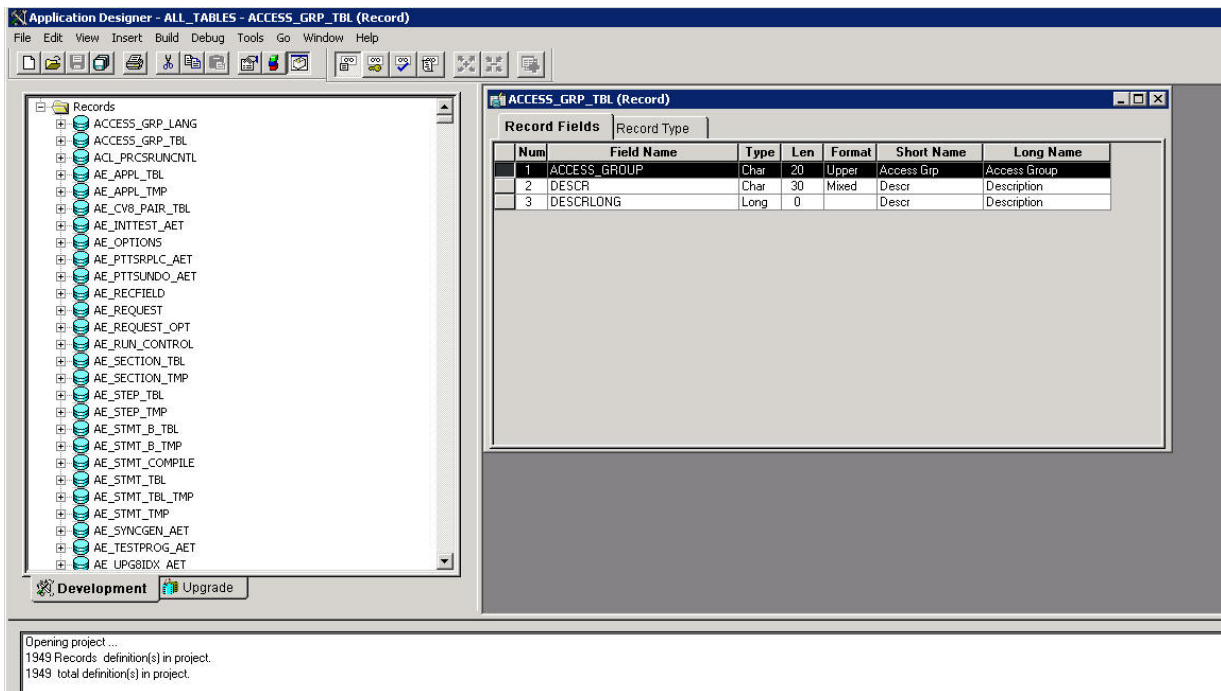 Application Designer - ALL_TABLES - ACCESS_GRP_TBL (Record)
File Edit View Insert Build Debug Tools Go Window Help
Records
ACCESS_GRP_LANG
ACCESS_GRP_TBL
ACL_PRCSRUNCNTL
AE_APPL_TBL
AE_APPL_TMP
AE_CV8_PAIR_TBL
AE_INTTEST_AET
AE_OPTIONS
AE_PTTSRPLC_AET
AE_PTTSUNDO_AET
AE_RECFIELD
AE_REQUEST
AE_REQUEST_OPT
AE_RUN_CONTROL
AE_SECTION_TBL
AE_SECTION_TMP
AE_STEP_TBL
AE_STEP_TMP
AE_STMT_B_TBL
AE_STMT_B_TMP
AE_STMT_COMPILE
AE_STMT_TBL
AE_STMT_TBL_TMP
AE_STMT_TMP
AE_SYNCGEN_AET
AE_TESTPROG_AET
AE_UPG8IDX_AET
Development Upgrade
ACCESS_GRP_TBL (Record)
Record Fields Record Type
Num Field Name Type Len Format Short Name Long Name
1 ACCESS_GROUP Char 20 Upper Access Grp Access Group
2 DESCR Char 30 Mixed Descr Description
3 DESCRLONG Long 0 Descr Description
Opening project ...
1949 Records definition(s) in project.
1949 total definition(s) in project.